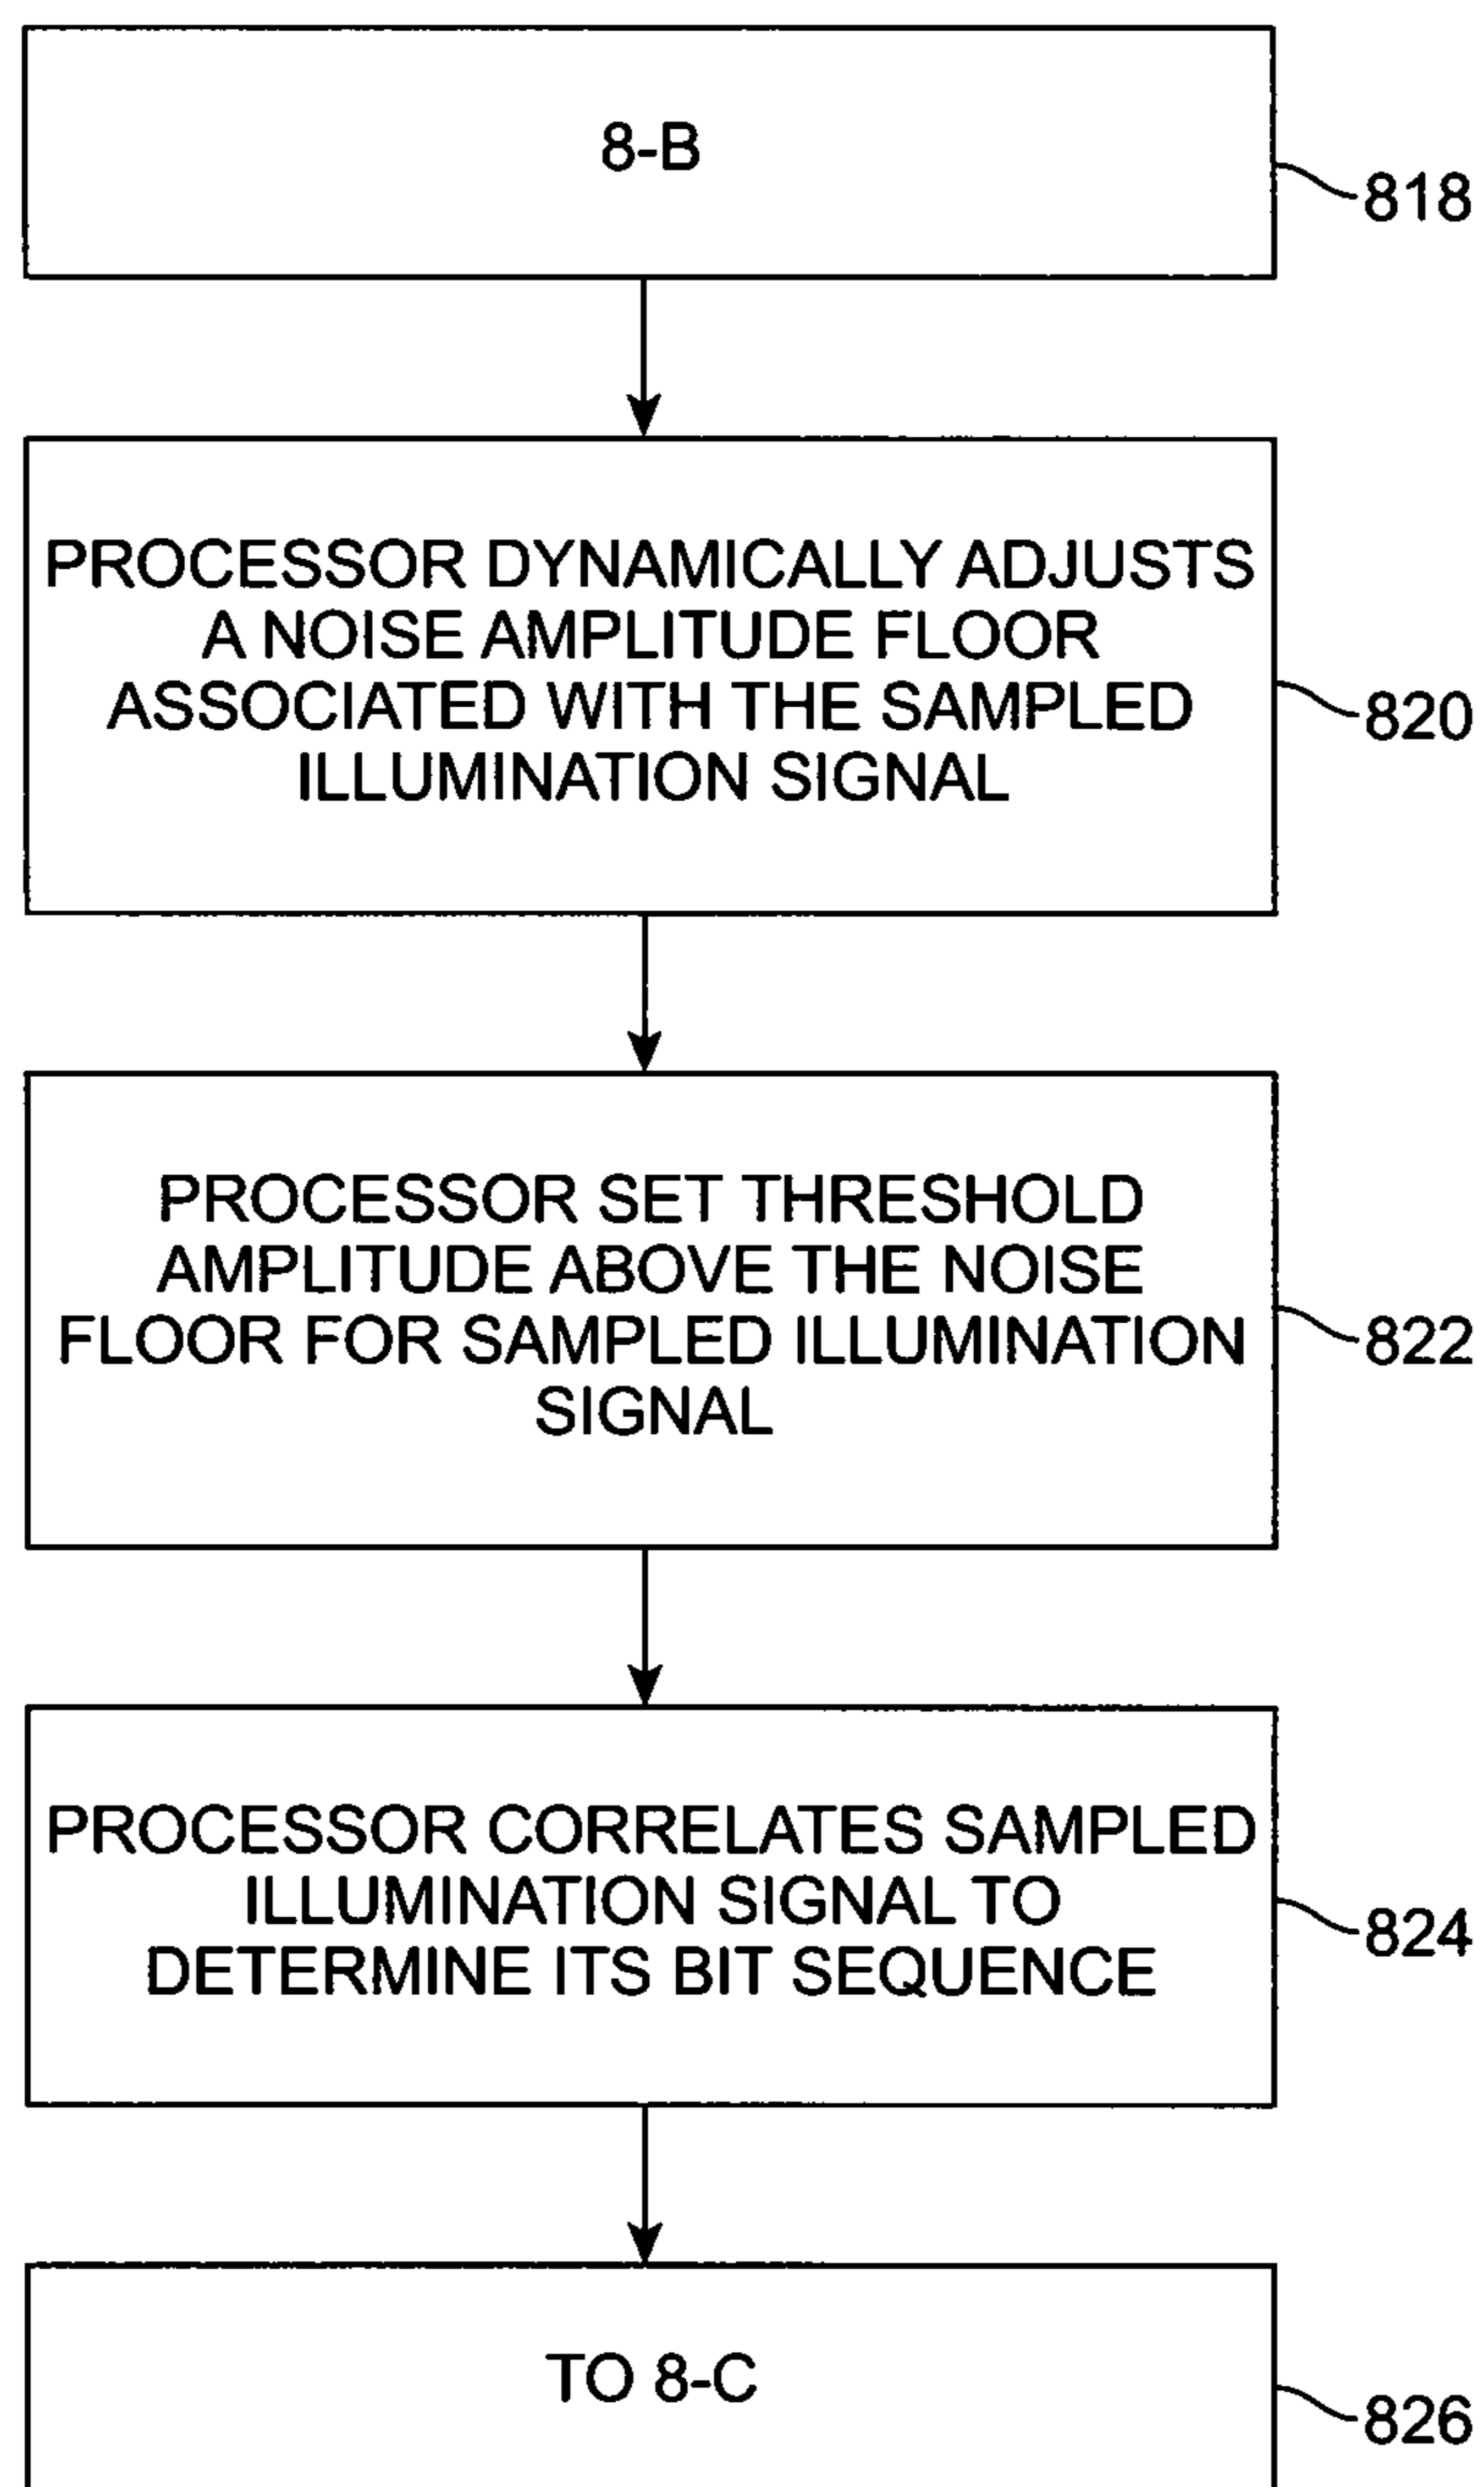 8-B
818
PROCESSOR DYNAMICALLY ADJUSTS
A NOISE AMPLITUDE FLOOR
ASSOCIATED WITH THE SAMPLED
ILLUMINATION SIGNAL
820
PROCESSOR SET THRESHOLD
AMPLITUDE ABOVE THE NOISE
FLOOR FOR SAMPLED ILLUMINATION
SIGNAL
822
PROCESSOR CORRELATES SAMPLED
ILLUMINATION SIGNAL TO
DETERMINE ITS BIT SEQUENCE
824
TO 8-C
826